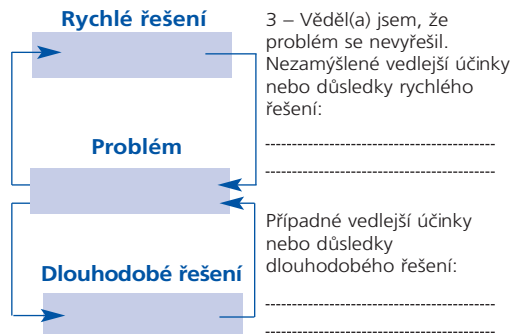 Rychlé řešení
Problém
Dlouhodobé řešení
3 – Věděl(a) jsem, že
problém se nevyřešil.
Nezamýšlené vedlejší účinky
nebo důsledky rychlého
řešení:
-------------------------------------------
-------------------------------------------
Případné vedlejší účinky
nebo důsledky
dlouhodobého řešení:
-------------------------------------------
-------------------------------------------